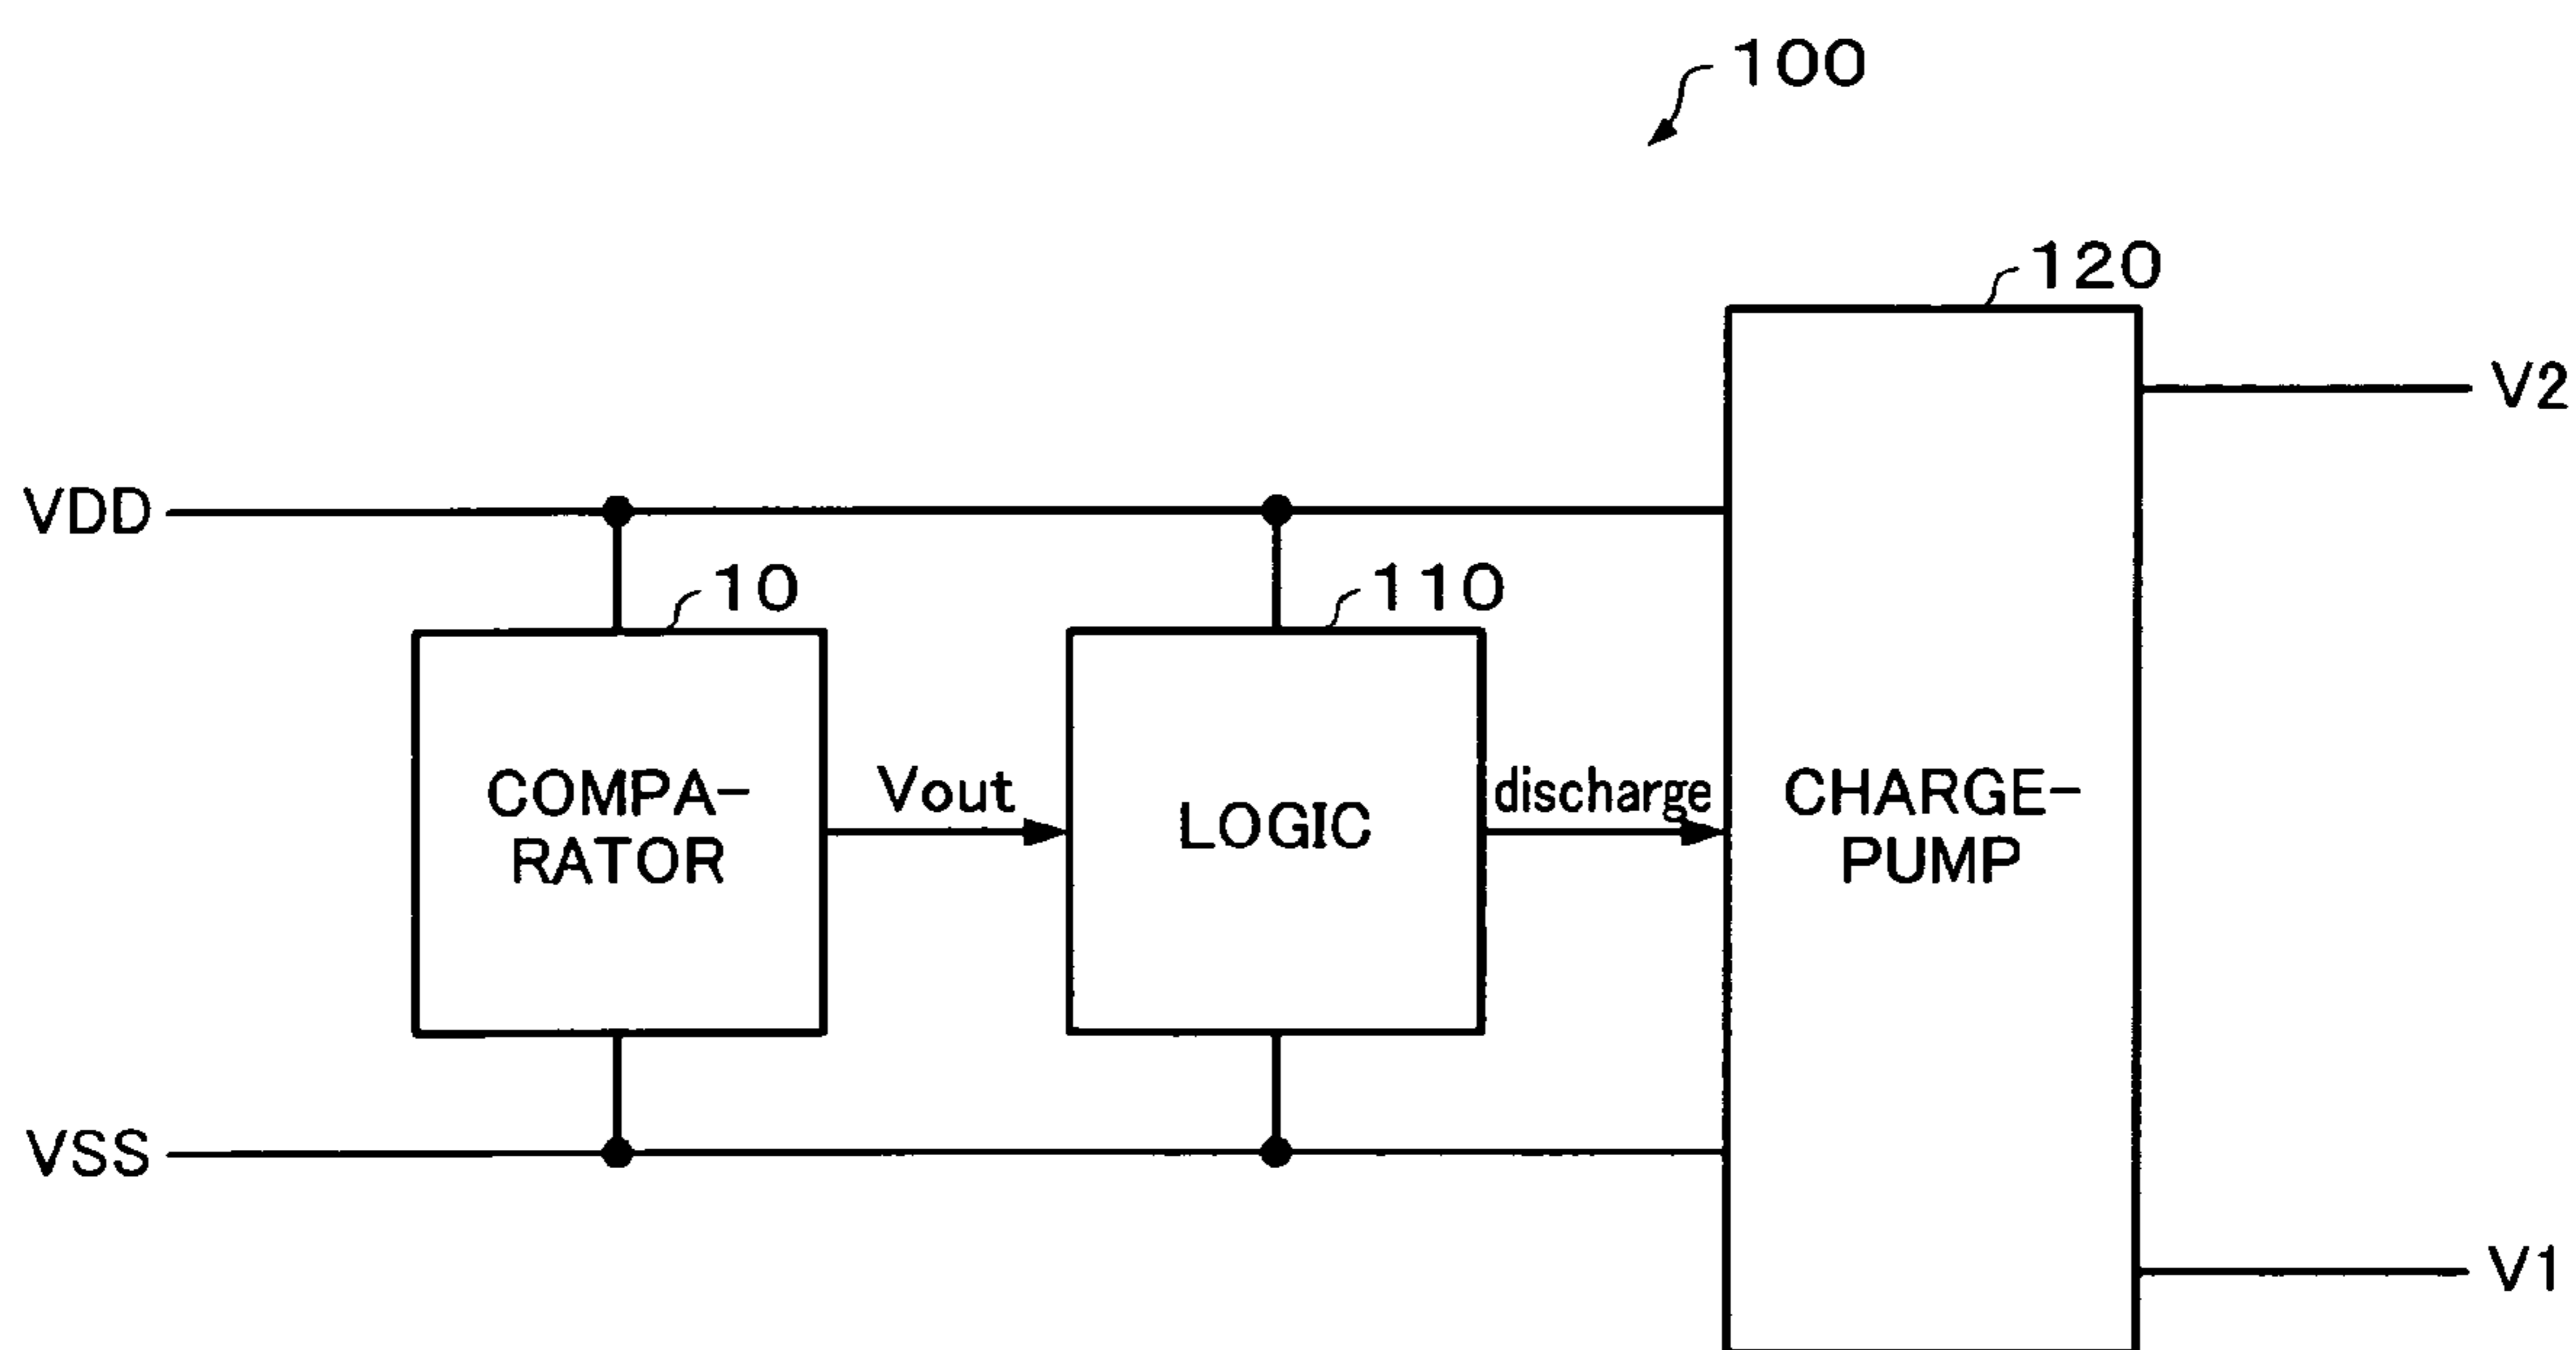 100
120
V2
VDD
10
110
COMPA-
RATOR
Vout
LOGIC
discharge
CHARGE-
PUMP
VSS
V1